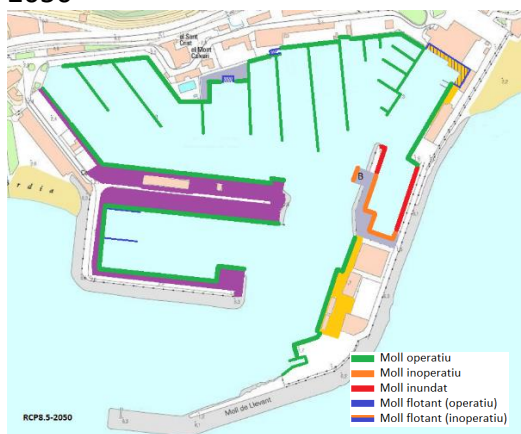 el Sant
Crist
el Mont
Calvari
B
r d i a
Moll operatiu
Moll inoperatiu
Moll inundat
Moll flotant (operatiu)
Moll flotant (inoperatiu)
Moll de Llevant
RCP8.5-2050